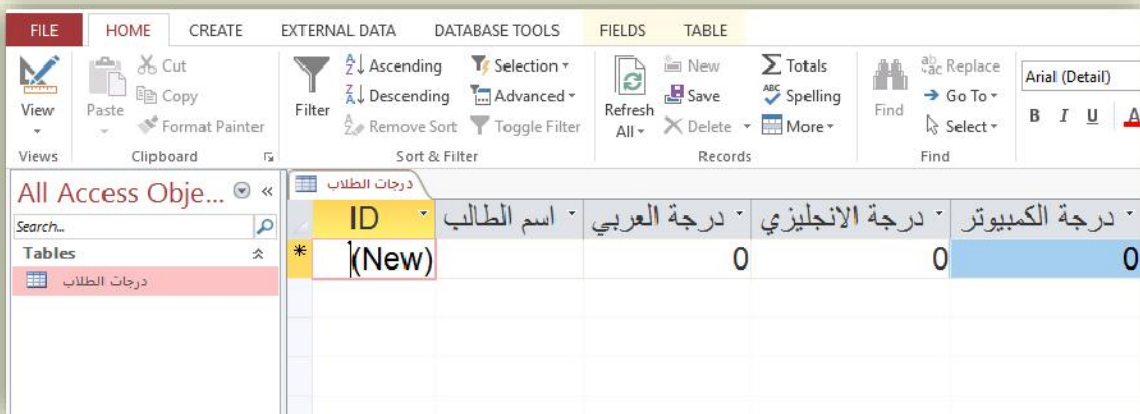 FILE HOME CREATE EXTERNAL DATA DATABASE TOOLS FIELDS TABLE
View
Paste
Cut
Copy
Format Painter
Filter
Ascending
Descending
Remove Sort
Selection
Advanced
Toggle Filter
Refresh
All
New
Save
Delete
Totals
ABC
Spelling
More
Find
Replace
Go To
Select
Arial (Detail)
B I U A
Views Clipboard Sort & Filter Records Find
All Access Obje...
Search...
Tables
درجات الطلاب
درجات الطلاب
ID اسم الطالب درجة العربي درجة الانجليزي درجة الكمبيوتر
(New) 0 0 0